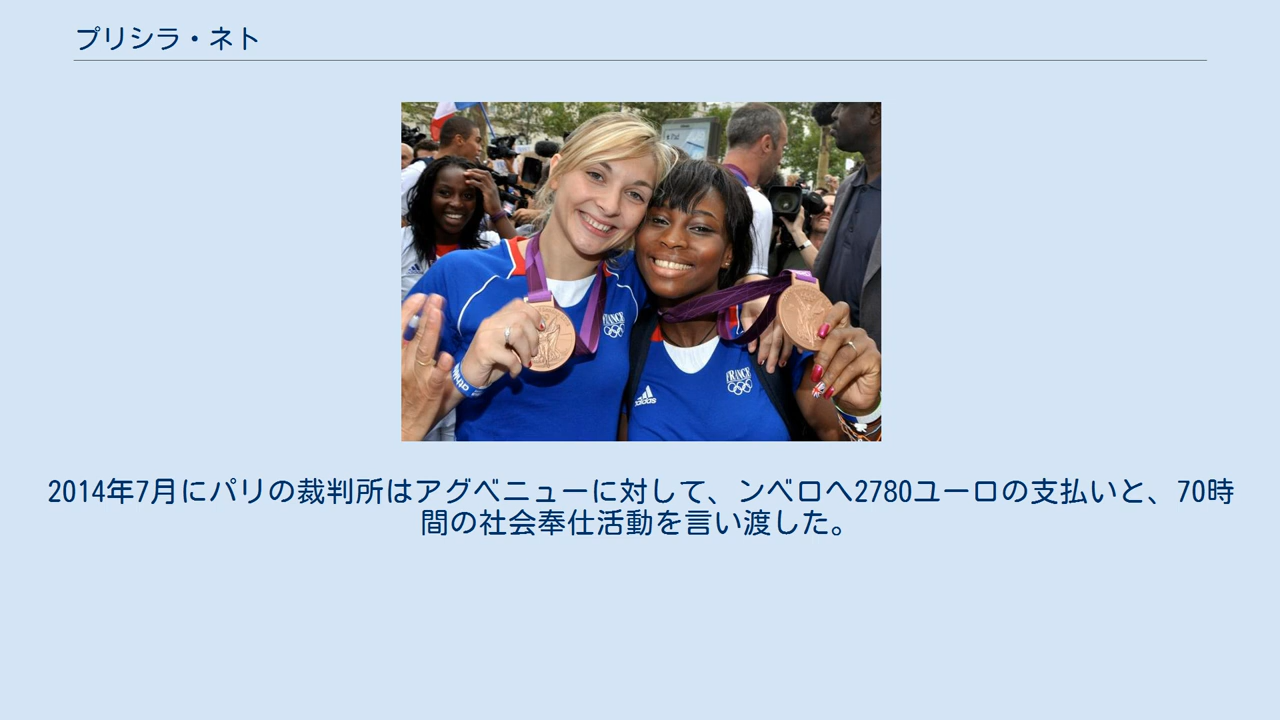 プリシラ・ネト
FRANCE
FRANCE
adidas
2014年7月にパリの裁判所はアグベニューに対して、ンベロへ2780ユーロの支払いと、70時
間の社会奉仕活動を言い渡した。